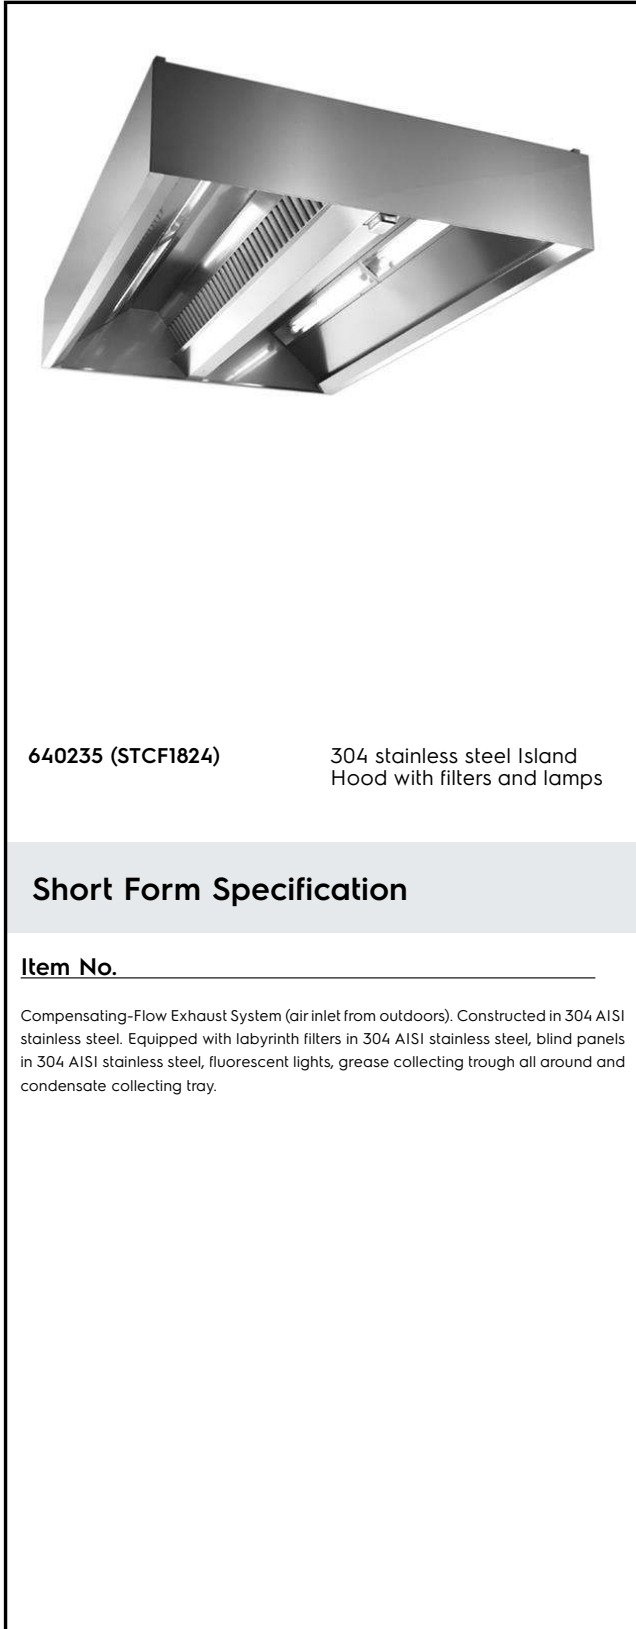 640235 (STCF1824)
304 stainless steel Island
Hood with filters and lamps
Short Form Specification
Item No.
Compensating-Flow Exhaust System (air inlet from outdoors). Constructed in 304 AISI
stainless steel. Equipped with labyrinth filters in 304 AISI stainless steel, blind panels
in 304 AISI stainless steel, fluorescent lights, grease collecting trough all around and
condensate collecting tray.